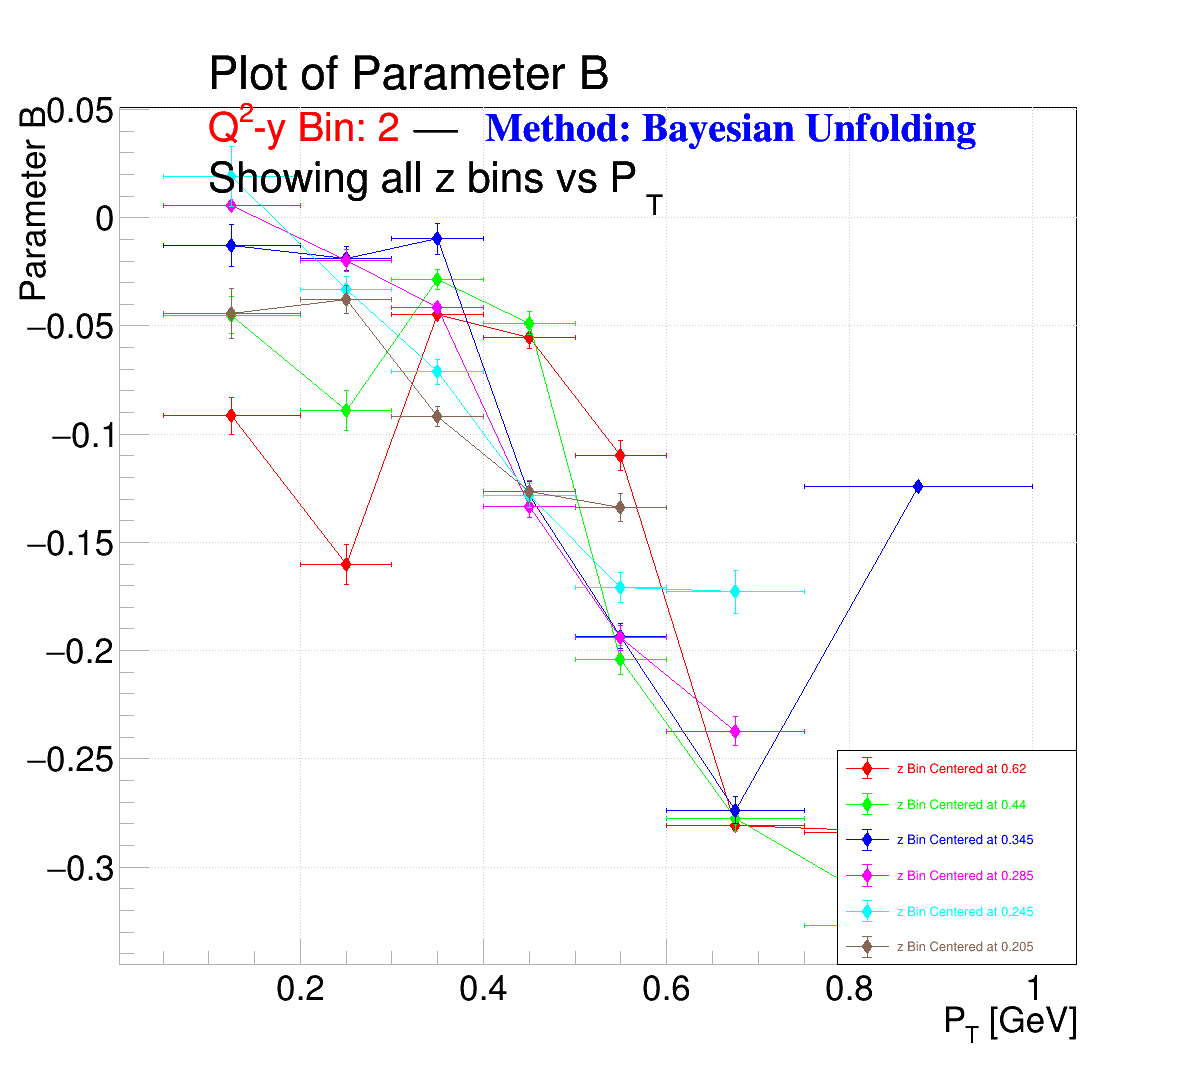 Plot of Parameter B
Q2-y Bin: 2 — Method: Bayesian Unfolding
Showing all z bins vs PT
Parameter B
0.05
0
−0.05
−0.1
−0.15
−0.2
−0.25
−0.3
z Bin Centered at 0.62
z Bin Centered at 0.44
z Bin Centered at 0.345
z Bin Centered at 0.285
z Bin Centered at 0.245
z Bin Centered at 0.205
0.2 0.4 0.6 0.8 1
PT [GeV]